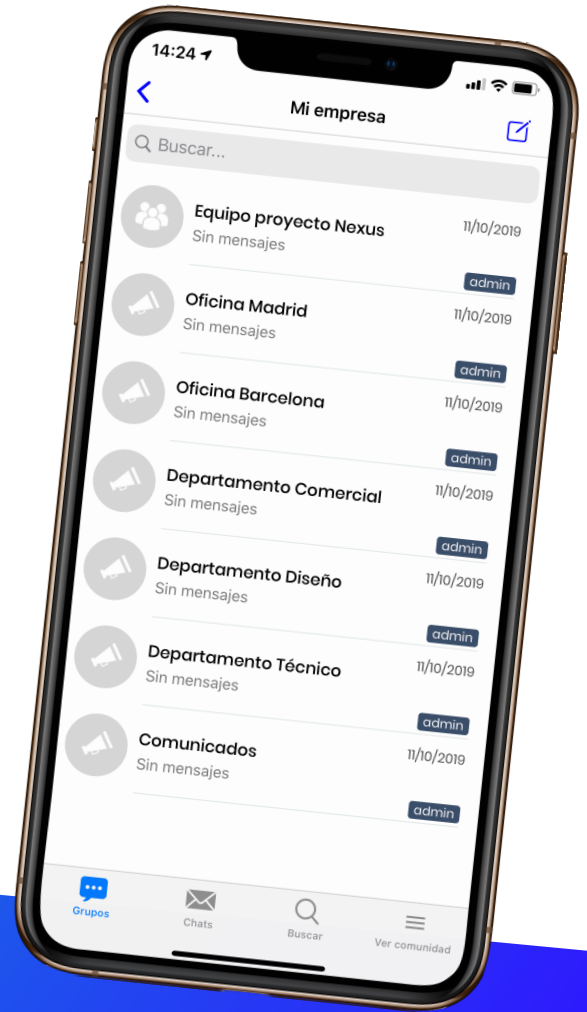 14:24
Mi empresa
Buscar...
Equipo proyecto Nexus
11/10/2019
Sin mensajes
admin
Oficina Madrid
11/10/2019
Sin mensajes
admin
Oficina Barcelona
11/10/2019
Sin mensajes
admin
Departamento Comercial
11/10/2019
Sin mensajes
admin
Departamento Diseño
11/10/2019
Sin mensajes
admin
Departamento Técnico
11/10/2019
Sin mensajes
admin
Comunicados
11/10/2019
Sin mensajes
admin
Grupos
Chats
Buscar
Ver comunidad